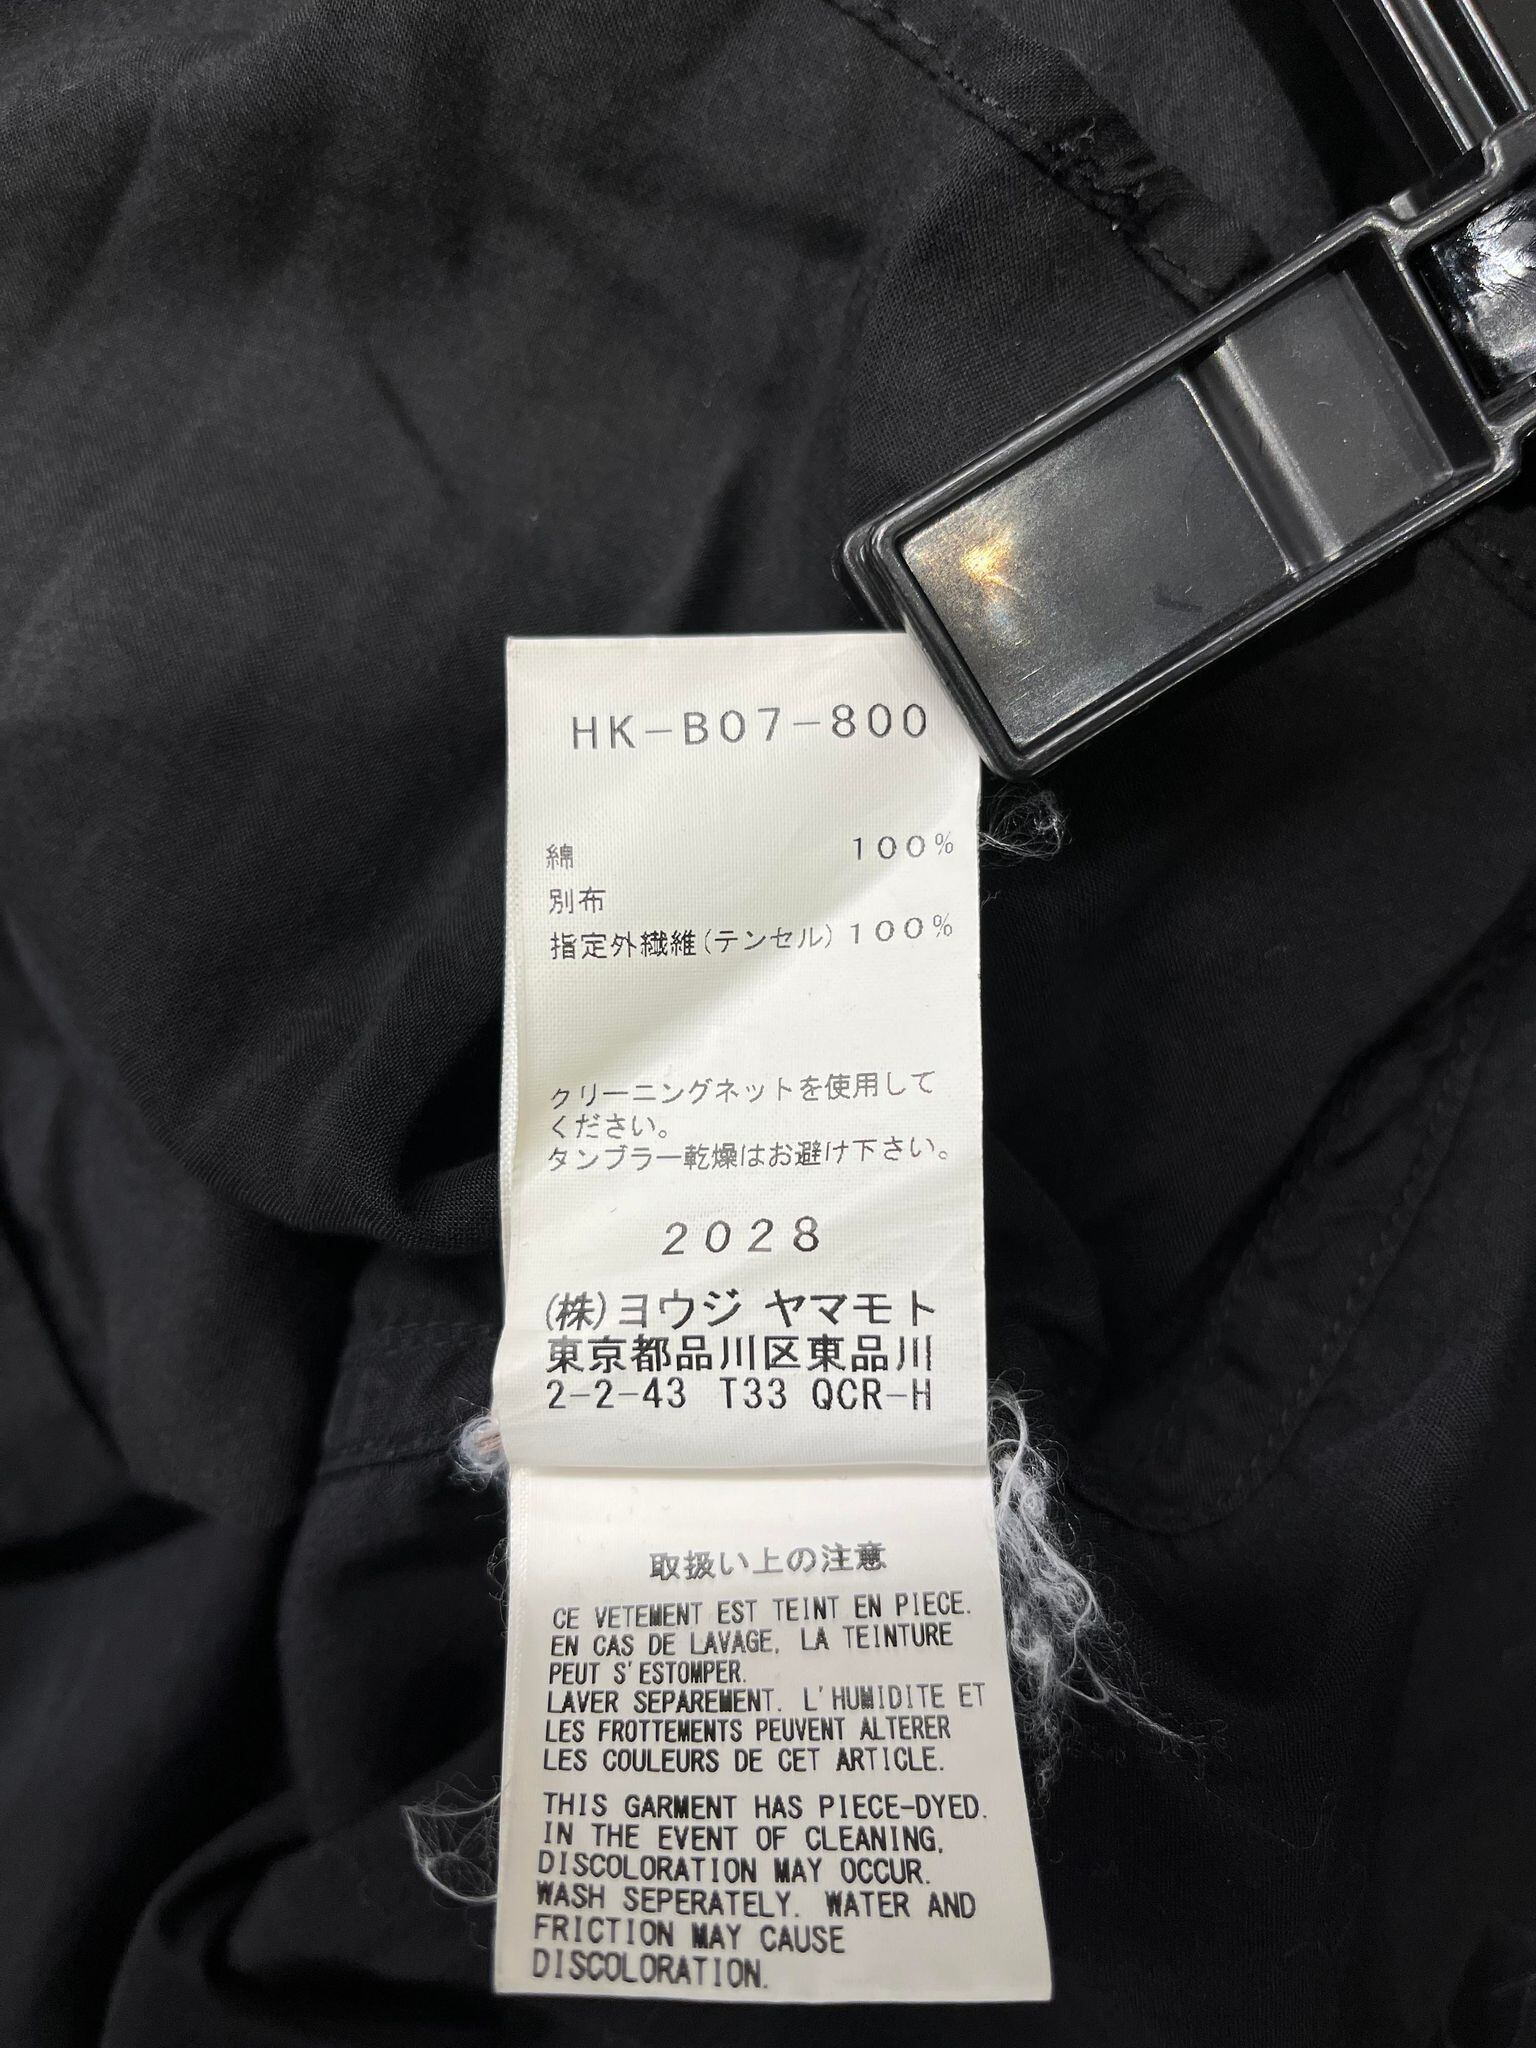 HK-B07-800
綿 100%
別布
指定外繊維(テンセル) 100%
クリーニングネットを使用して
ください。
タンブラー乾燥はお避け下さい。
2028
(株)ヨウジ ヤマモト
東京都品川区東品川
2-2-43 T33 QCR-H
取扱い上の注意
CE VETEMENT EST TEINT EN PIECE.
EN CAS DE LAVAGE, LA TEINTURE
PEUT S'ESTOMPER.
LAVER SEPAREMENT. L'HUMIDITE ET
LES FROTTEMENTS PEUVENT ALTERER
LES COULEURS DE CET ARTICLE.
THIS GARMENT HAS PIECE-DYED.
IN THE EVENT OF CLEANING,
DISCOLORATION MAY OCCUR.
WASH SEPERATELY. WATER AND
FRICTION MAY CAUSE
DISCOLORATION.